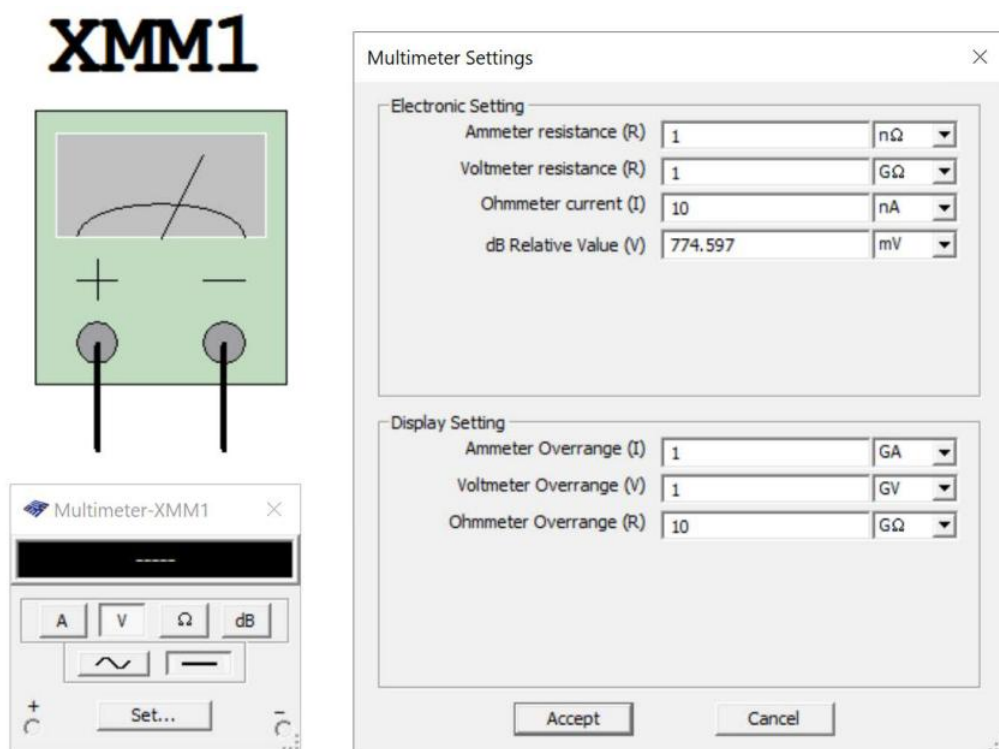 XMM1
+ −
Multimeter-XMM1
-----
A V Ω dB
+ Set... −
Multimeter Settings
Electronic Setting
Ammeter resistance (R) 1 nΩ
Voltmeter resistance (R) 1 GΩ
Ohmmeter current (I) 10 nA
dB Relative Value (V) 774.597 mV
Display Setting
Ammeter Overrange (I) 1 GA
Voltmeter Overrange (V) 1 GV
Ohmmeter Overrange (R) 10 GΩ
Accept Cancel